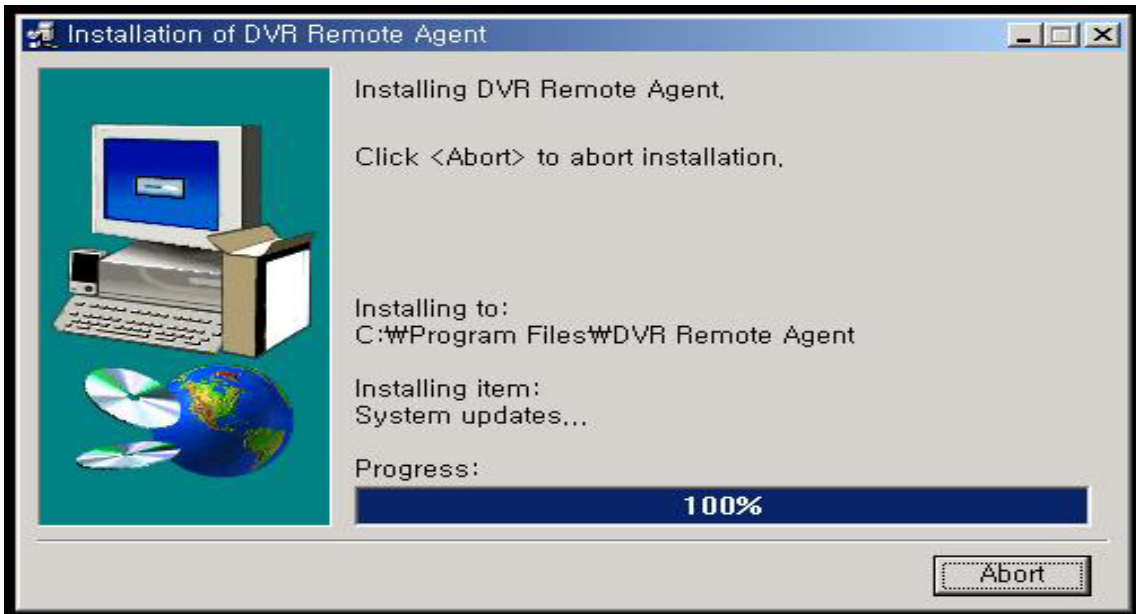 Installation of DVR Remote Agent
Installing DVR Remote Agent,
Click <Abort> to abort installation,
Installing to:
C:₩Program Files₩DVR Remote Agent
Installing item:
System updates,,,
Progress:
100%
Abort